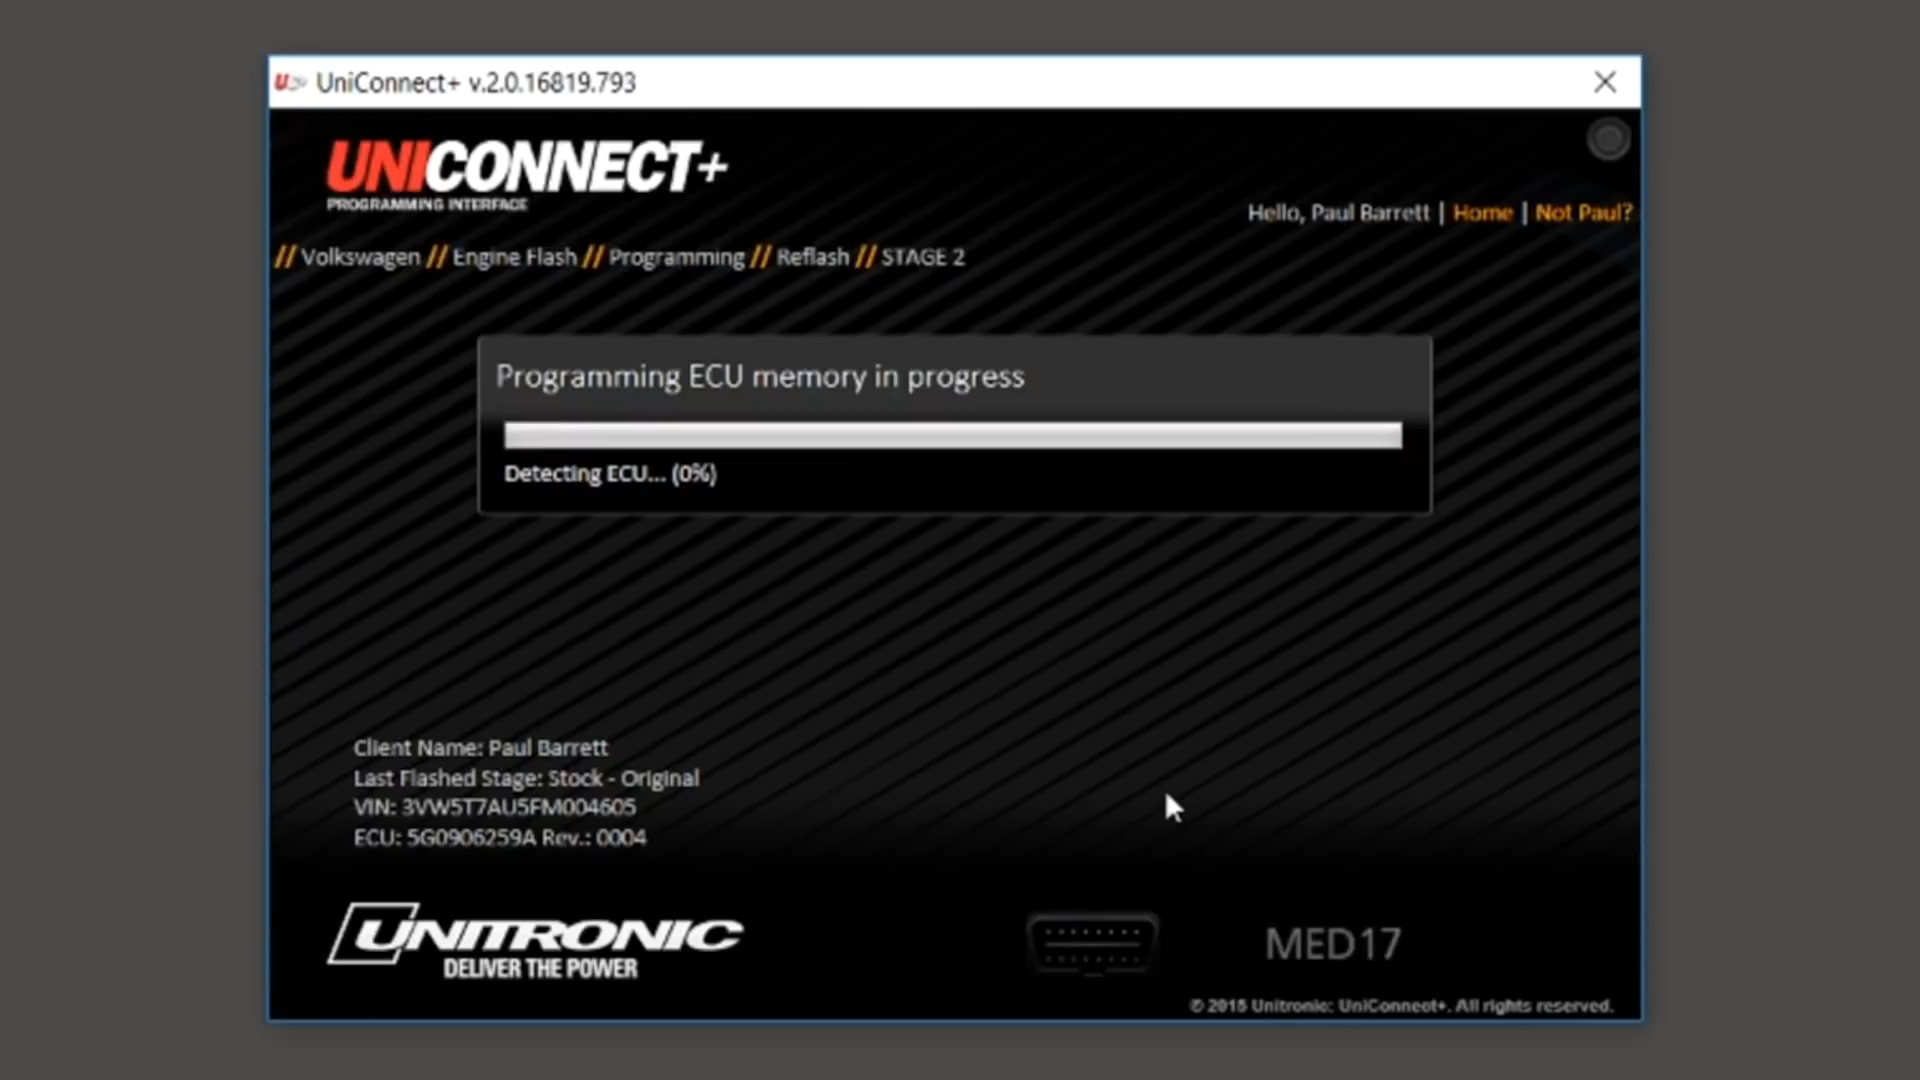 UniConnect+ v.2.0.16819.793
UNICONNECT+
PROGRAMMING INTERFACE
Hello, Paul Barrett | Home | Not Paul?
// Volkswagen // Engine Flash // Programming // Reflash // STAGE 2
Programming ECU memory in progress
Detecting ECU... (0%)
Client Name: Paul Barrett
Last Flashed Stage: Stock - Original
VIN: 3VW5T7AU5FM004605
ECU: 5G0906259A Rev.: 0004
UNITRONIC
DELIVER THE POWER
MED17
© 2015 Unitronic: UniConnect+. All rights reserved.